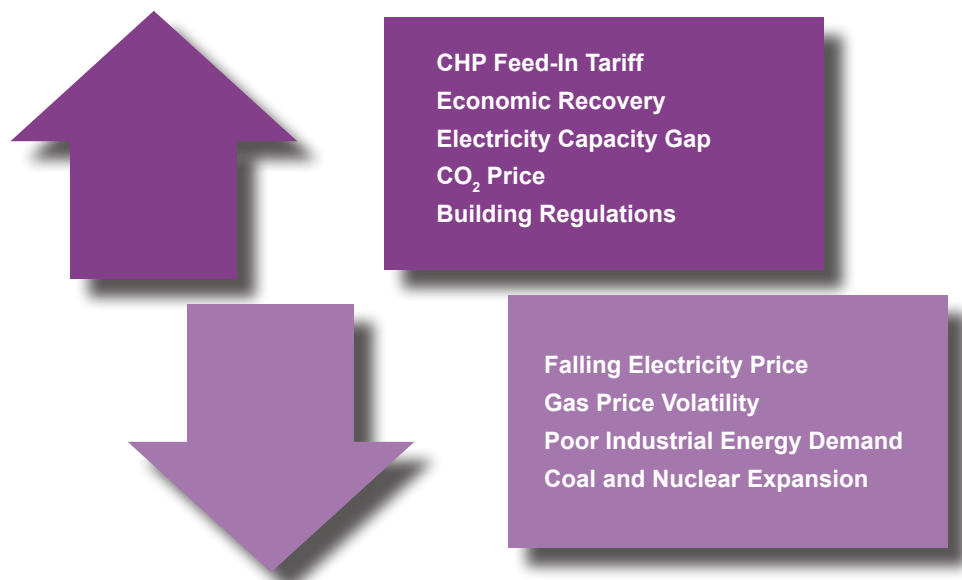 CHP Feed-In Tariff
Economic Recovery
Electricity Capacity Gap
CO₂ Price
Building Regulations
Falling Electricity Price
Gas Price Volatility
Poor Industrial Energy Demand
Coal and Nuclear Expansion